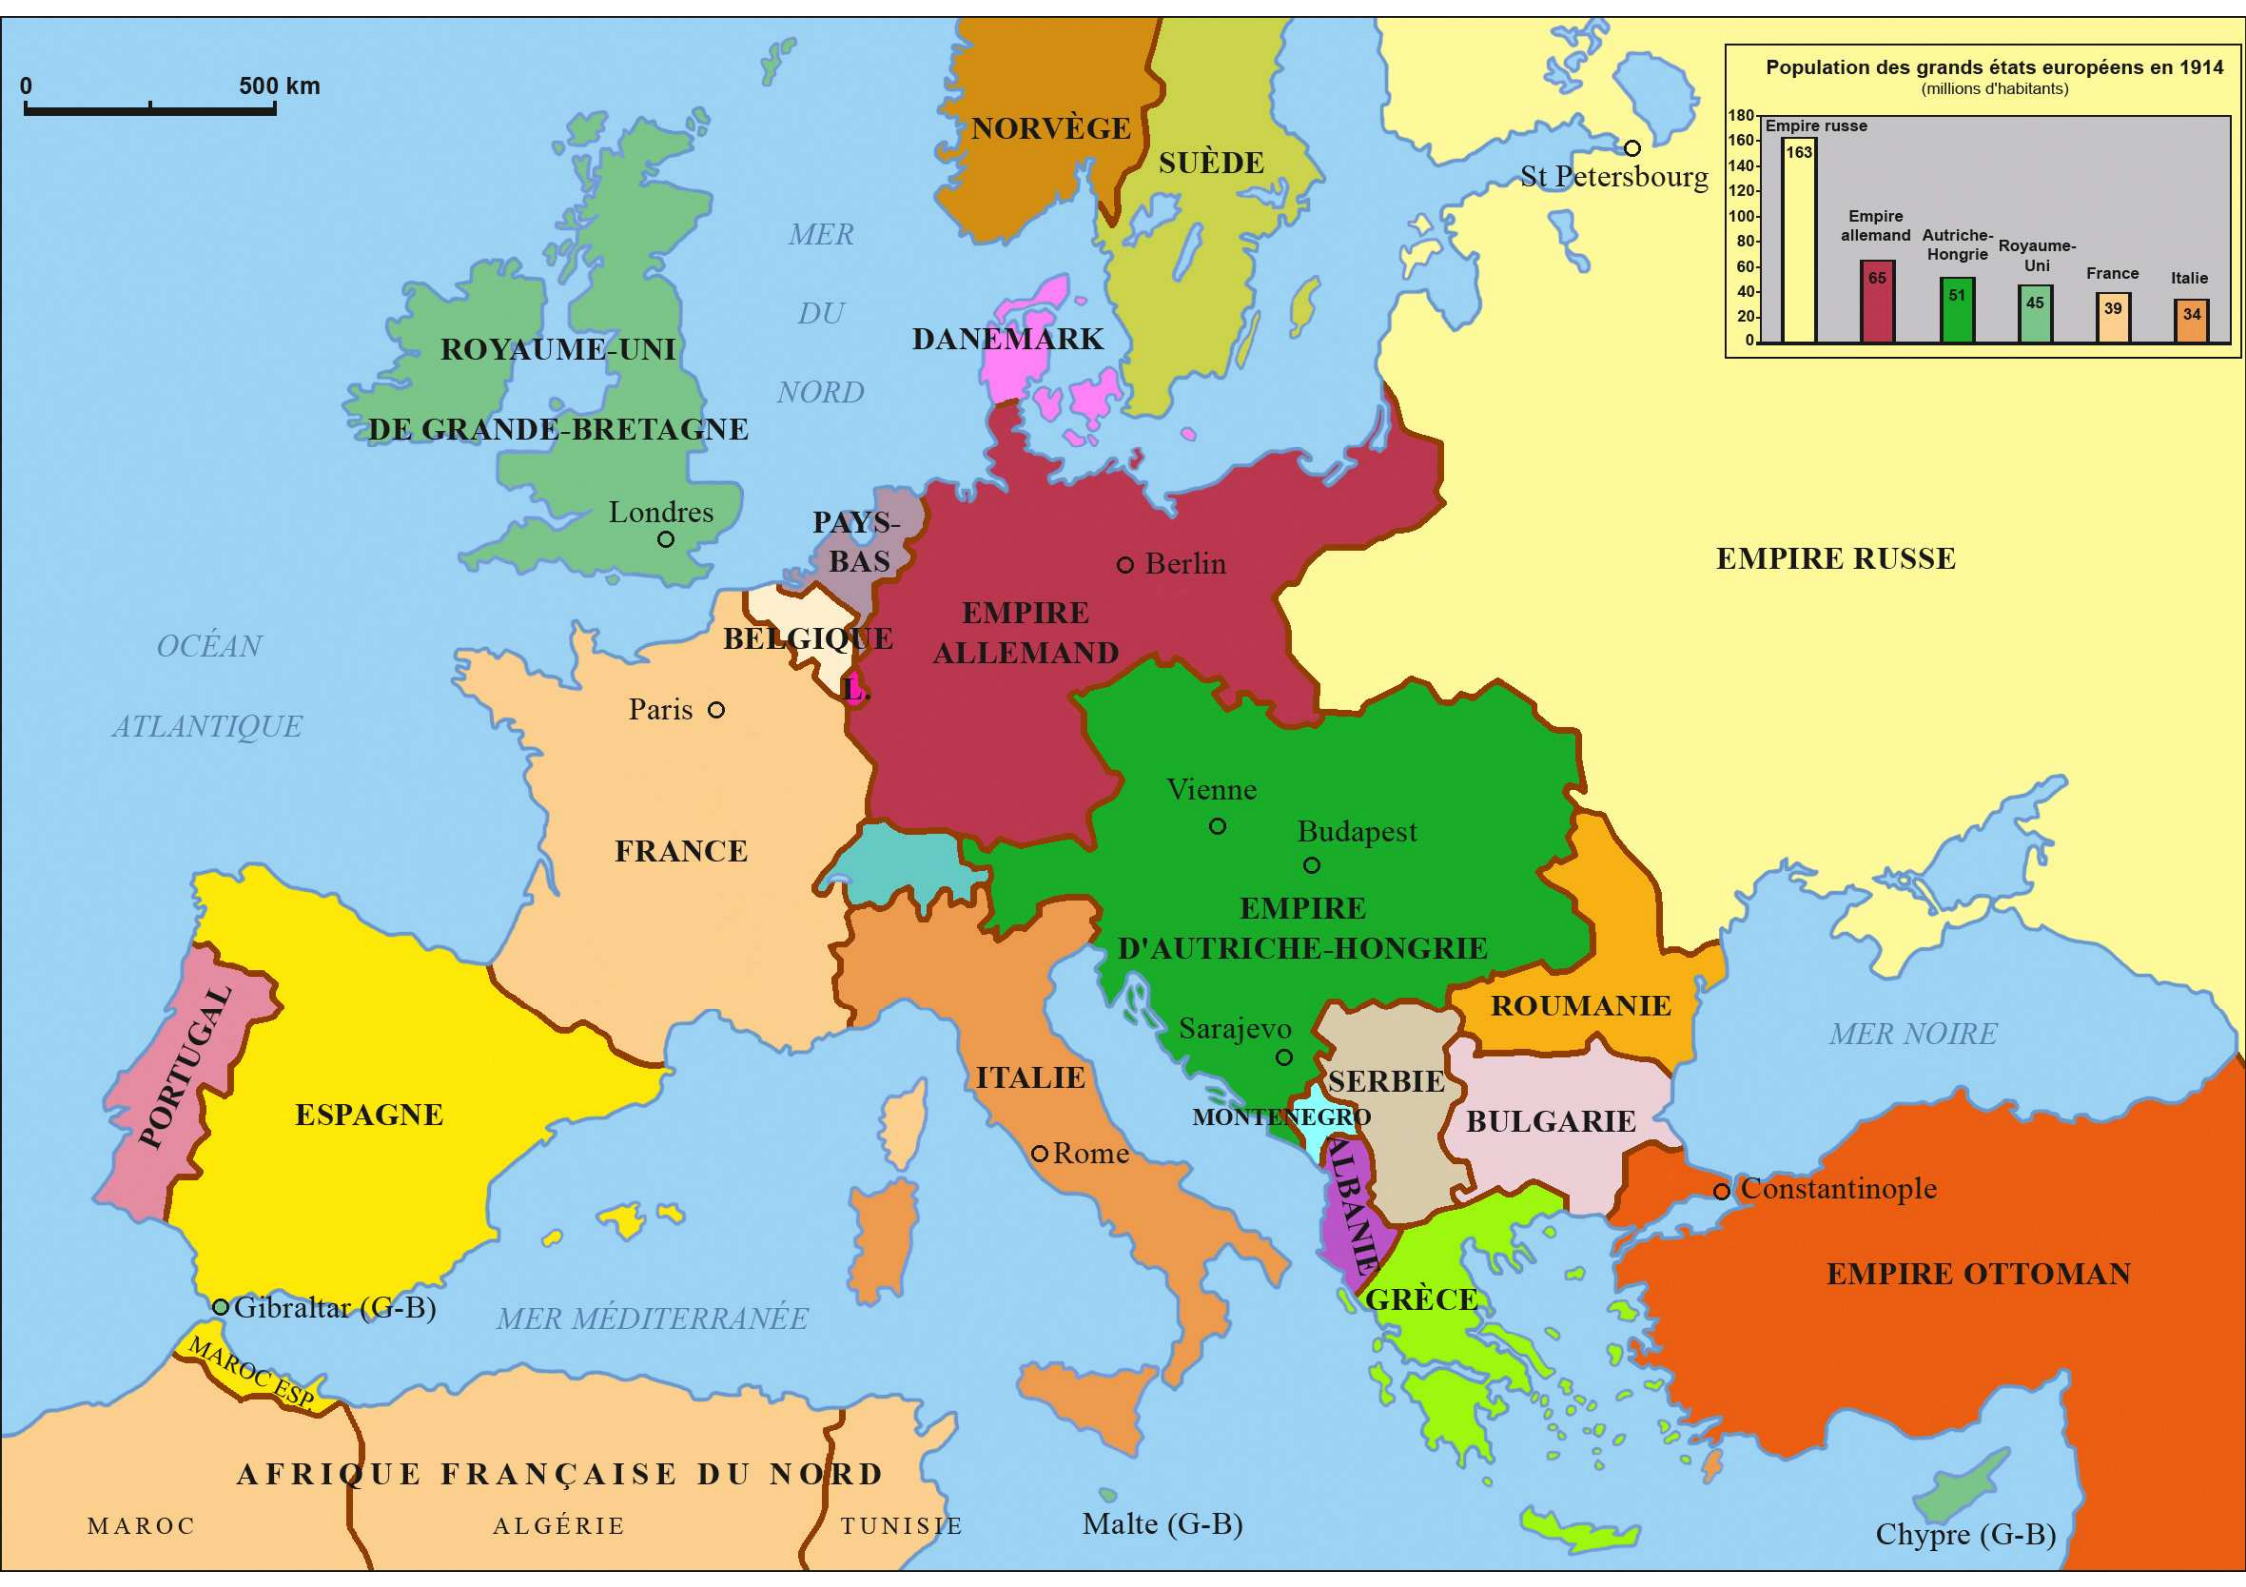 0 500 km
NORVÈGE
SUÈDE
St Petersbourg
Population des grands états européens en 1914
(millions d'habitants)
180
160
140
120
100
80
60
40
20
0
Empire russe
163
Empire
allemand
65
Autriche-
Hongrie
51
Royaume-
Uni
45
France
39
Italie
34
MER
DU
NORD
DANEMARK
ROYAUME-UNI
DE GRANDE-BRETAGNE
Londres
PAYS-
BAS
Berlin
EMPIRE RUSSE
EMPIRE
ALLEMAND
BELGIQUE
L.
OCÉAN
ATLANTIQUE
Paris
Vienne
Budapest
FRANCE
EMPIRE
D'AUTRICHE-HONGRIE
ROUMANIE
Sarajevo
MER NOIRE
PORTUGAL
ESPAGNE
ITALIE
SERBIE
MONTENEGRO
BULGARIE
Rome
ALBANIE
Constantinople
EMPIRE OTTOMAN
GRÈCE
Gibraltar (G-B)
MER MÉDITERRANÉE
MAROC ESP.
AFRIQUE FRANÇAISE DU NORD
MAROC
ALGÉRIE
TUNISIE
Malte (G-B)
Chypre (G-B)